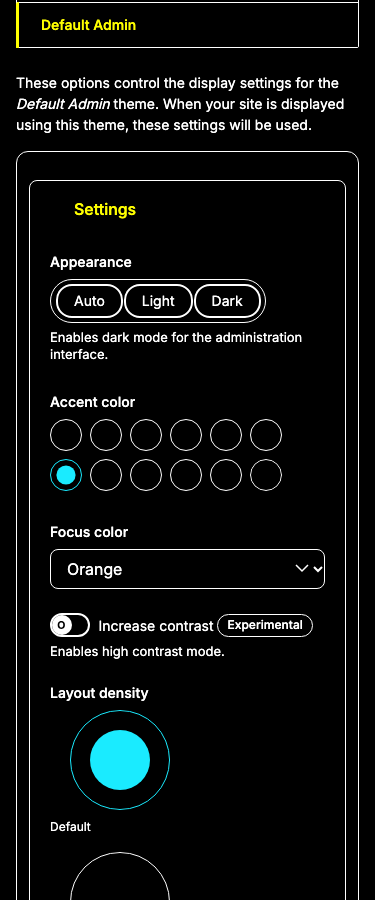 Default Admin
These options control the display settings for the
Default Admin theme. When your site is displayed
using this theme, these settings will be used.
Settings
Appearance
Auto Light Dark
Enables dark mode for the administration
interface.
Accent color
Focus color
Orange
Increase contrast Experimental
Enables high contrast mode.
Layout density
Default